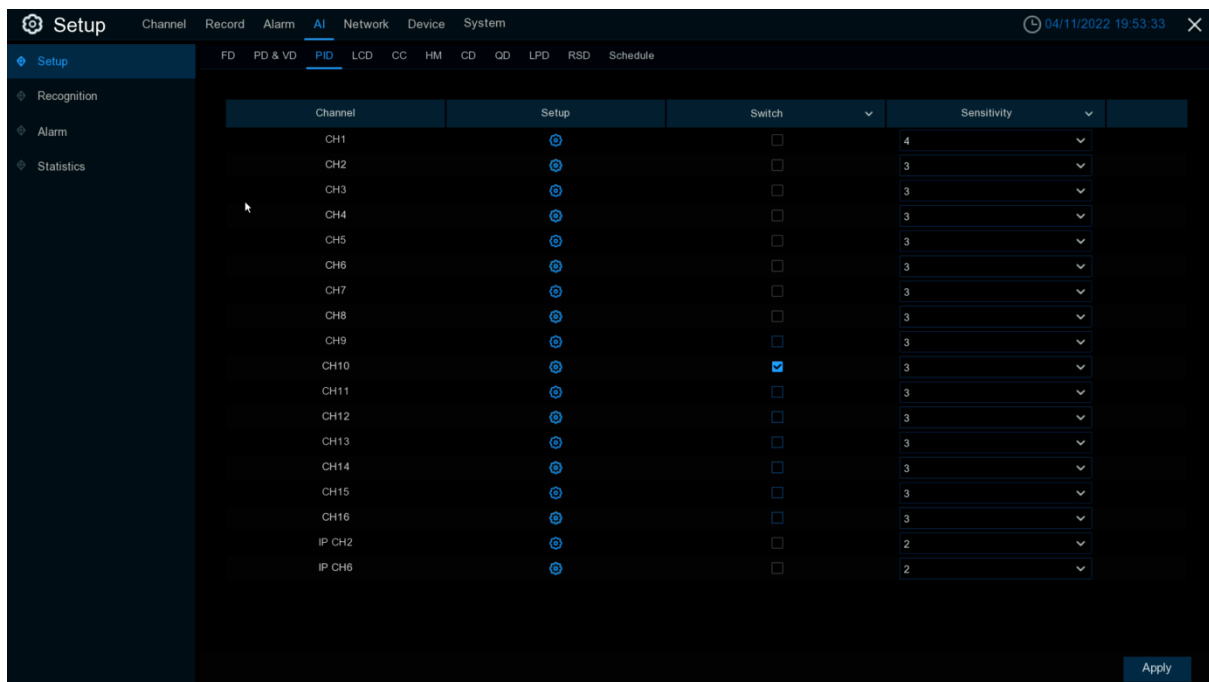 Setup Channel Record Alarm AI Network Device System 04/11/2022 19:53:33
Setup
Recognition
Alarm
Statistics
FD PD & VD PID LCD CC HM CD QD LPD RSD Schedule
Channel Setup Switch Sensitivity
CH1 4
CH2 3
CH3 3
CH4 3
CH5 3
CH6 3
CH7 3
CH8 3
CH9 3
CH10 3
CH11 3
CH12 3
CH13 3
CH14 3
CH15 3
CH16 3
IP CH2 2
IP CH6 2
Apply